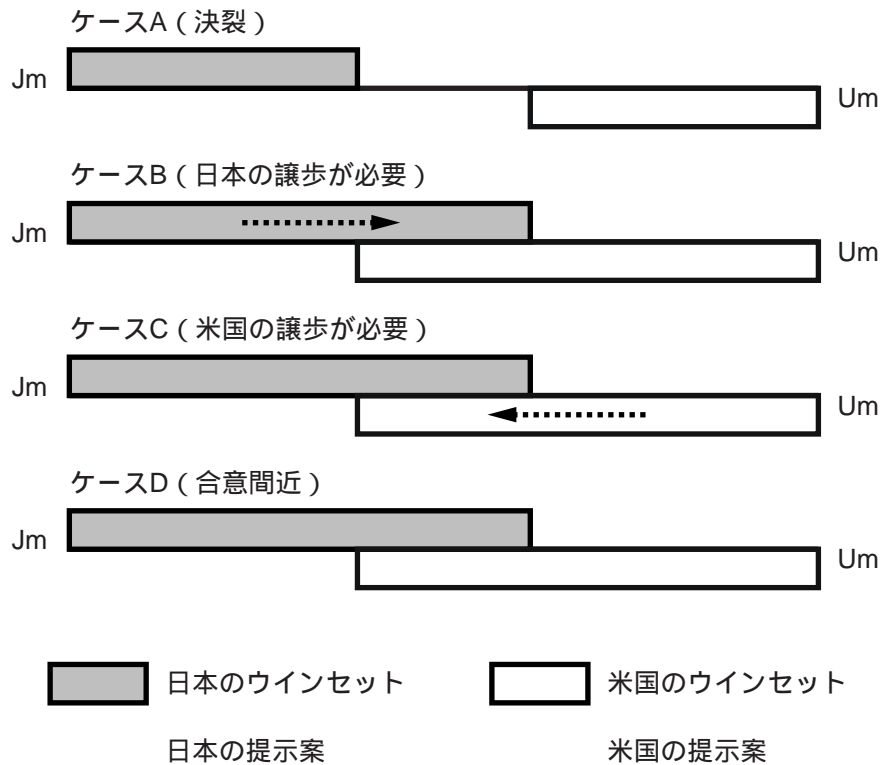 ケースA（決裂）
Jm
Um
ケースB（日本の譲歩が必要）
Jm
Um
ケースC（米国の譲歩が必要）
Jm
Um
ケースD（合意間近）
Jm
Um
日本のウインセット 米国のウインセット
日本の提示案 米国の提示案